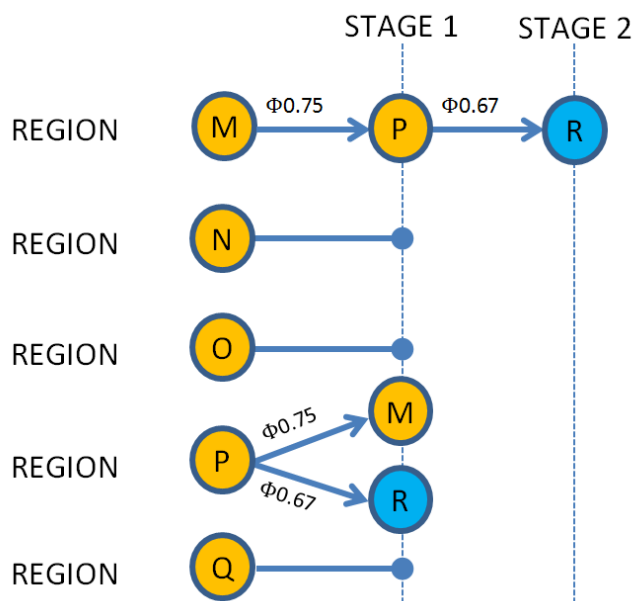 STAGE 1 STAGE 2
REGION M Φ0.75 P Φ0.67 R
REGION N
REGION O
M
REGION P Φ0.75
Φ0.67 R
REGION Q